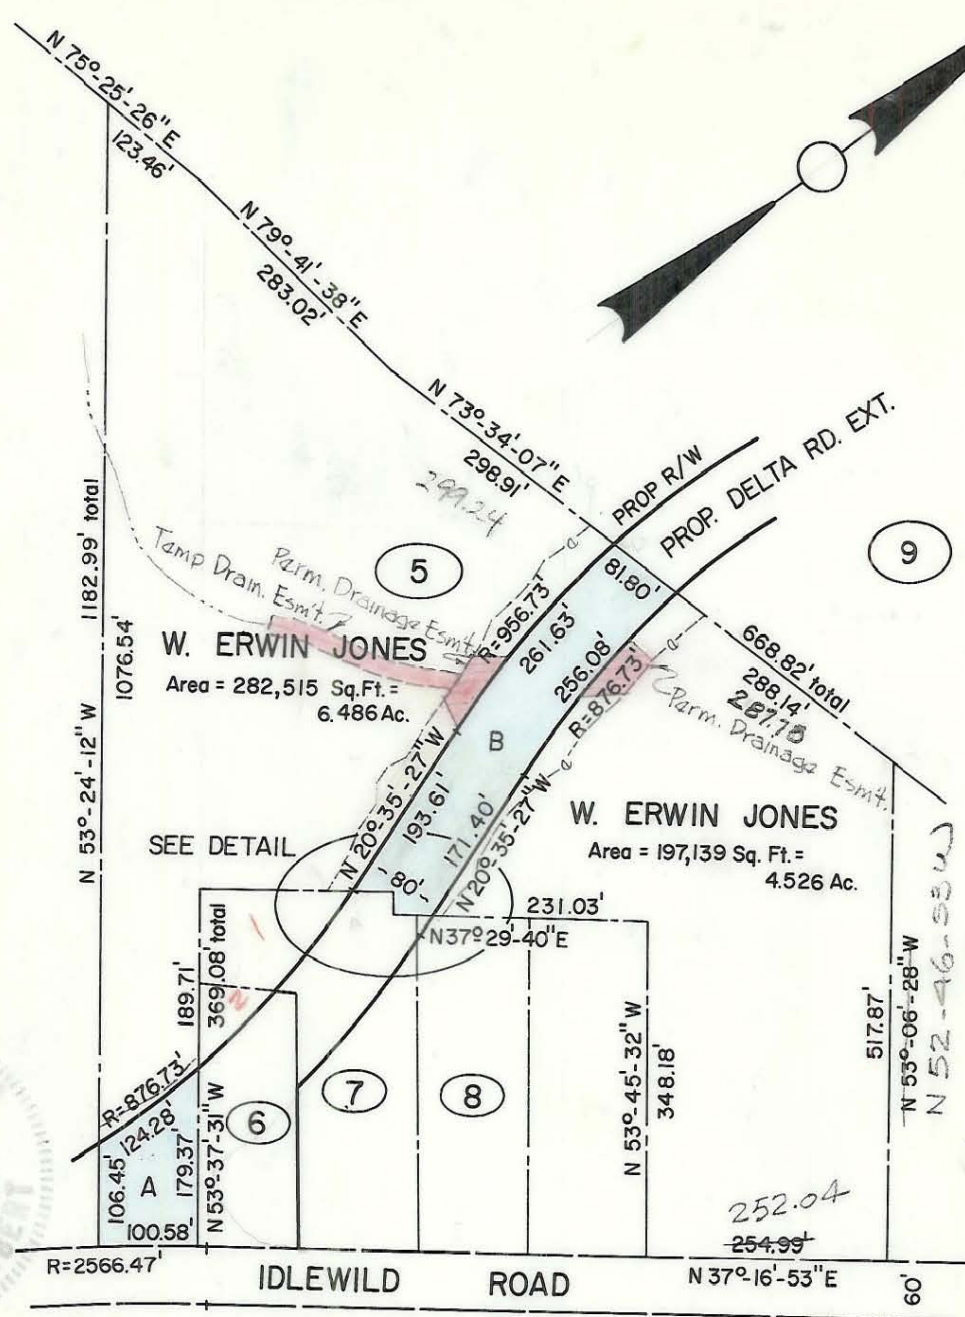 N 75°-25'-26" E
123.46'
N 79°-41'-38" E
283.02'
N 73°-34'-07" E
298.91'
299.24
PROP R/W
PROP. DELTA RD. EXT.
5
9
Temp Drain. Esm't.
Perm. Drainage Esmt.
W. ERWIN JONES
Area = 282,515 Sq.Ft. =
6.486 Ac.
1182.99' total
1076.54'
N 53°-24'-12" W
R=956.73'
261.63'
81.80'
256.08'
R=876.73'
668.82' total
288.14'
287.75
Perm. Drainage Esmt.
B
N 20°-35'-27" W
193.61'
171.40'
N 20°-35'-27" W
80'
SEE DETAIL
W. ERWIN JONES
Area = 197,139 Sq. Ft. =
4.526 Ac.
231.03'
N37°29'-40"E
189.71'
369.08' total
1
2
R=876.73'
124.28'
106.45'
A
179.37'
100.58'
N 53°-37'-31" W
6
7
8
N 53°-45'-32" W
348.18'
517.87'
N 53°-06'-28" W
N 52-46-53 W
252.04
254.99'
R=2566.47'
IDLEWILD ROAD
N 37°-16'-53" E
60'